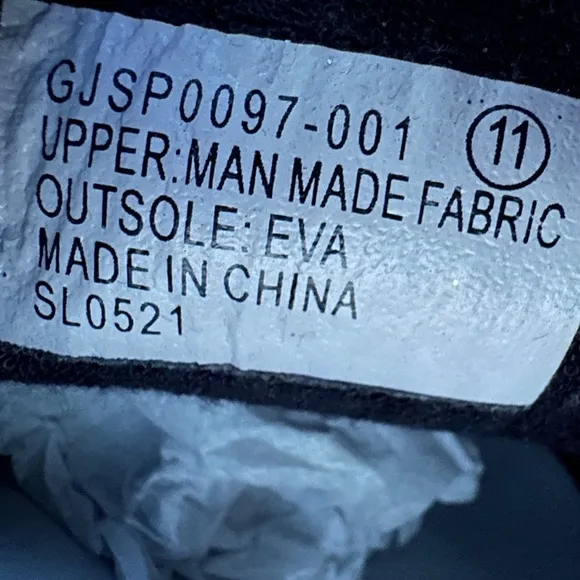 GJSP0097-001 11
UPPER:MAN MADE FABRIC
OUTSOLE: EVA
MADE IN CHINA
SL0521